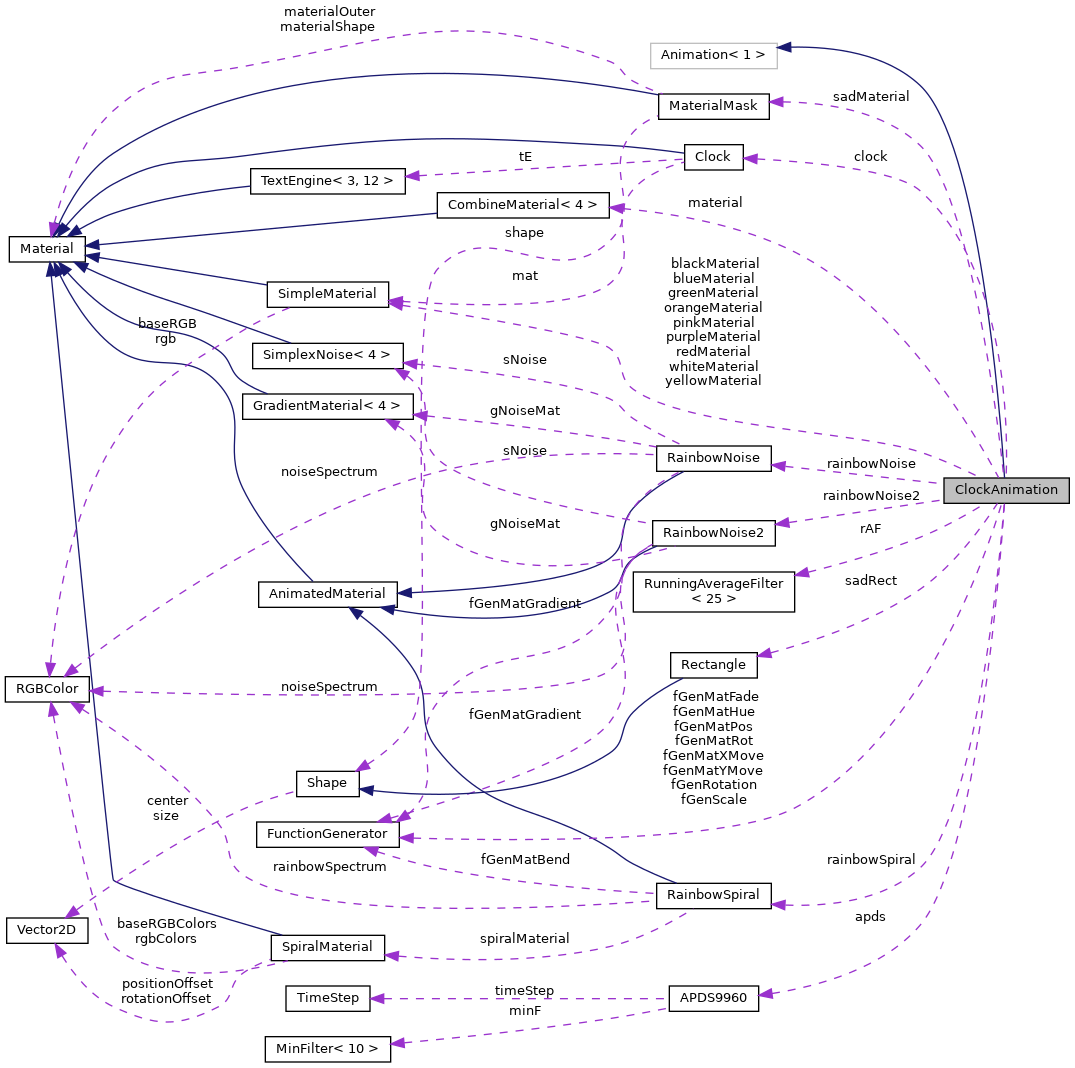 materialOuter
materialShape
Animation< 1 >
MaterialMask
sadMaterial
Clock
tE
clock
TextEngine< 3, 12 >
CombineMaterial< 4 >
material
Material
shape
mat
SimpleMaterial
blackMaterial
blueMaterial
greenMaterial
orangeMaterial
pinkMaterial
purpleMaterial
redMaterial
whiteMaterial
yellowMaterial
baseRGB
rgb
SimplexNoise< 4 >
sNoise
GradientMaterial< 4 >
gNoiseMat
sNoise
RainbowNoise
rainbowNoise
noiseSpectrum
ClockAnimation
rainbowNoise2
gNoiseMat
RainbowNoise2
rAF
AnimatedMaterial
fGenMatGradient
RunningAverageFilter
< 25 >
sadRect
Rectangle
RGBColor
noiseSpectrum
fGenMatGradient
fGenMatFade
fGenMatHue
fGenMatPos
fGenMatRot
fGenMatXMove
fGenMatYMove
fGenRotation
fGenScale
Shape
center
size
FunctionGenerator
fGenMatBend
rainbowSpiral
rainbowSpectrum
RainbowSpiral
apds
Vector2D
baseRGBColors
rgbColors
SpiralMaterial
spiralMaterial
positionOffset
rotationOffset
TimeStep
timeStep
minF
APDS9960
MinFilter< 10 >